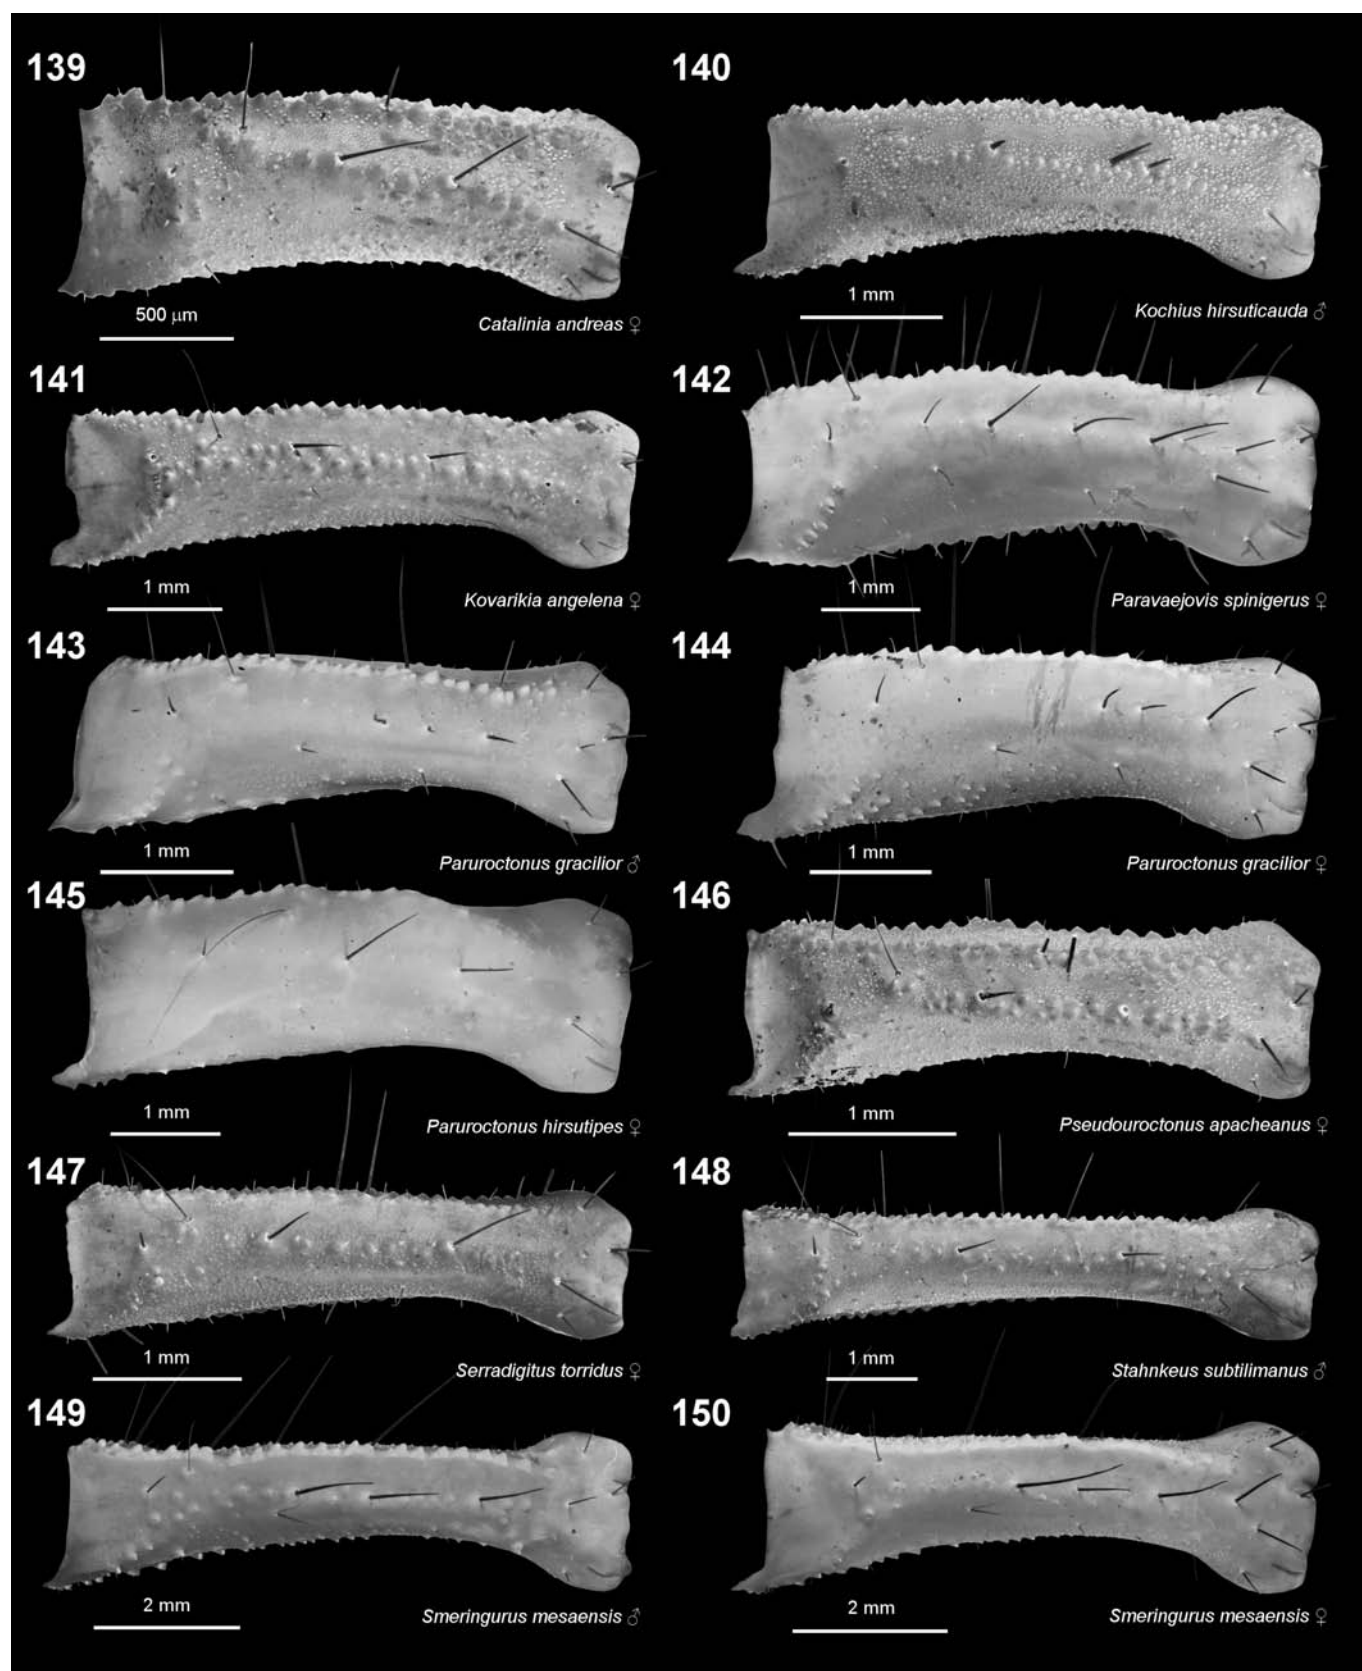 139
140
500 μm
Catalinia andreas ♀
1 mm
Kochius hirsuticauda ♂
141
142
1 mm
Kovarikia angelena ♀
1 mm
Paravaejovis spinigerus ♀
143
144
1 mm
Paruroctonus gracilior ♂
1 mm
Paruroctonus gracilior ♀
145
146
1 mm
Paruroctonus hirsutipes ♀
1 mm
Pseudouroctonus apacheanus ♀
147
148
1 mm
Serradigitus torridus ♀
1 mm
Stahnkeus subtilimanus ♂
149
150
2 mm
Smeringurus mesaensis ♂
2 mm
Smeringurus mesaensis ♀